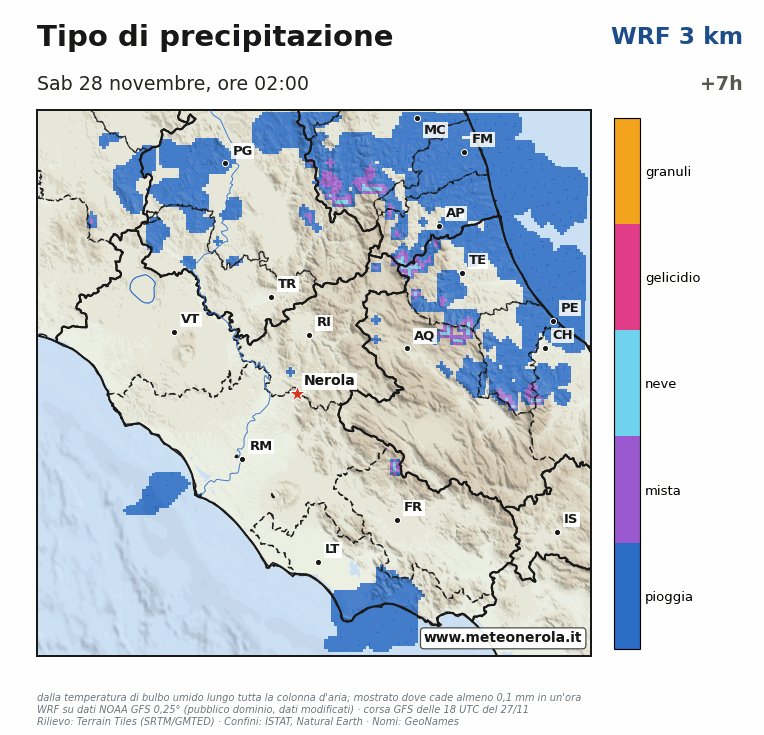 Tipo di precipitazione
WRF 3 km
Sab 28 novembre, ore 02:00
+7h
MC
FM
PG
AP
TE
TR
PE
VT
RI
AQ
CH
Nerola
RM
FR
IS
LT
www.meteonerola.it
granuli
gelicidio
neve
mista
pioggia
dalla temperatura di bulbo umido lungo tutta la colonna d'aria; mostrato dove cade almeno 0,1 mm in un'ora
WRF su dati NOAA GFS 0,25° (pubblico dominio, dati modificati) · corsa GFS delle 18 UTC del 27/11
Rilievo: Terrain Tiles (SRTM/GMTED) · Confini: ISTAT, Natural Earth · Nomi: GeoNames